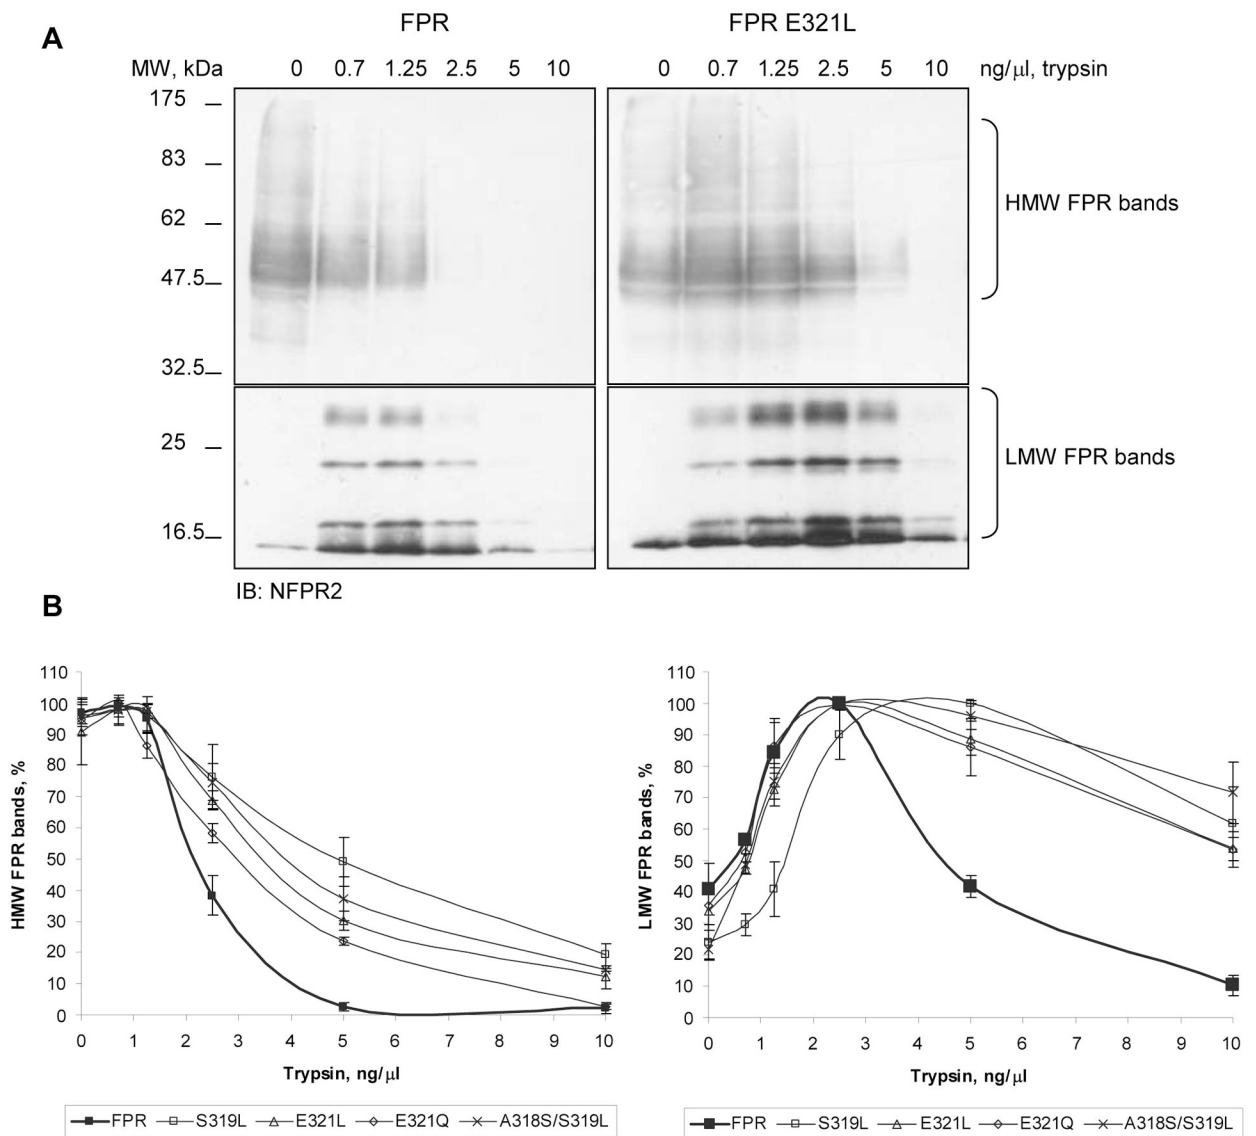 A
FPR
FPR E321L
MW, kDa 0 0.7 1.25 2.5 5 10 0 0.7 1.25 2.5 5 10 ng/µl, trypsin
175
83
62
47.5
32.5
25
16.5
HMW FPR bands
LMW FPR bands
IB: NFPR2
B
HMW FPR bands, %
110
100
90
80
70
60
50
40
30
20
10
0
0 1 2 3 4 5 6 7 8 9 10
Trypsin, ng/µl
FPR S319L E321L E321Q A318S/S319L
LMW FPR bands, %
110
100
90
80
70
60
50
40
30
20
10
0
0 1 2 3 4 5 6 7 8 9 10
Trypsin, ng/µl
FPR S319L E321L E321Q A318S/S319L